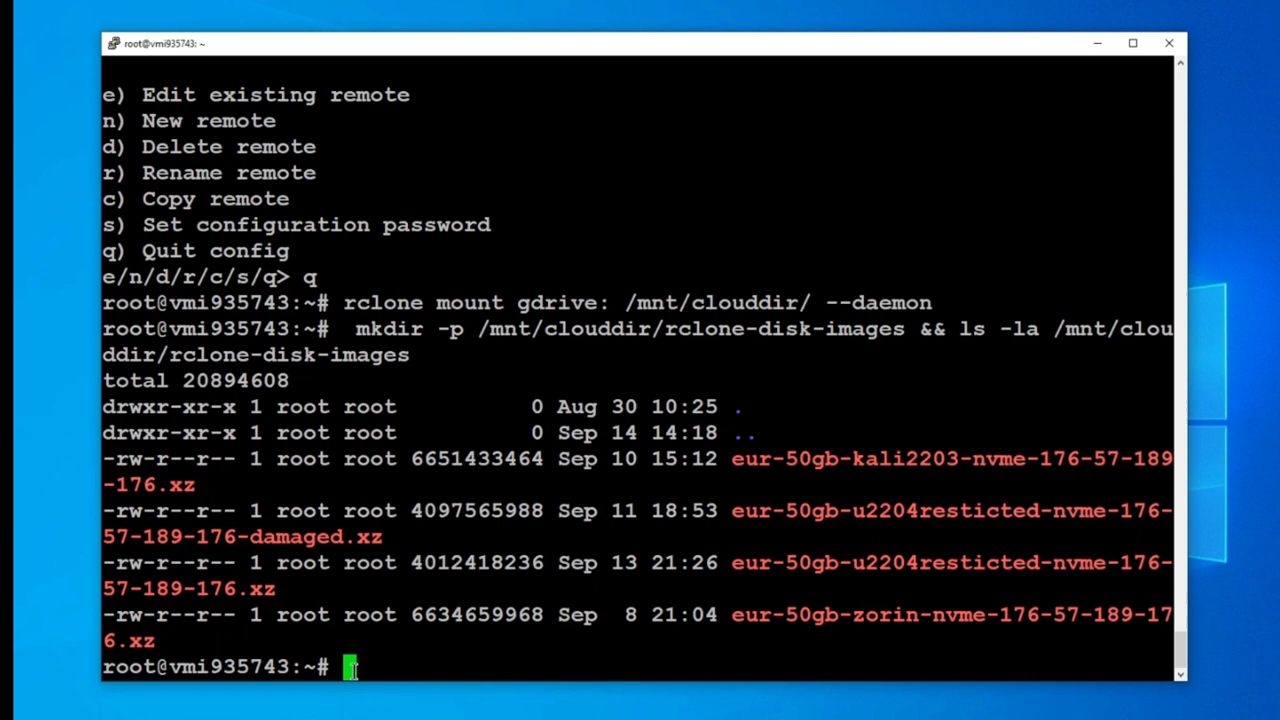 root@vmi935743: ~
e) Edit existing remote
n) New remote
d) Delete remote
r) Rename remote
c) Copy remote
s) Set configuration password
q) Quit config
e/n/d/r/c/s/q> q
root@vmi935743:~# rclone mount gdrive: /mnt/clouddir/ --daemon
root@vmi935743:~#  mkdir -p /mnt/clouddir/rclone-disk-images && ls -la /mnt/clou
ddir/rclone-disk-images
total 20894608
drwxr-xr-x 1 root root          0 Aug 30 10:25 .
drwxr-xr-x 1 root root          0 Sep 14 14:18 ..
-rw-r--r-- 1 root root 6651433464 Sep 10 15:12 eur-50gb-kali2203-nvme-176-57-189
-176.xz
-rw-r--r-- 1 root root 4097565988 Sep 11 18:53 eur-50gb-u2204resticted-nvme-176-
57-189-176-damaged.xz
-rw-r--r-- 1 root root 4012418236 Sep 13 21:26 eur-50gb-u2204resticted-nvme-176-
57-189-176.xz
-rw-r--r-- 1 root root 6634659968 Sep  8 21:04 eur-50gb-zorin-nvme-176-57-189-17
6.xz
root@vmi935743:~#